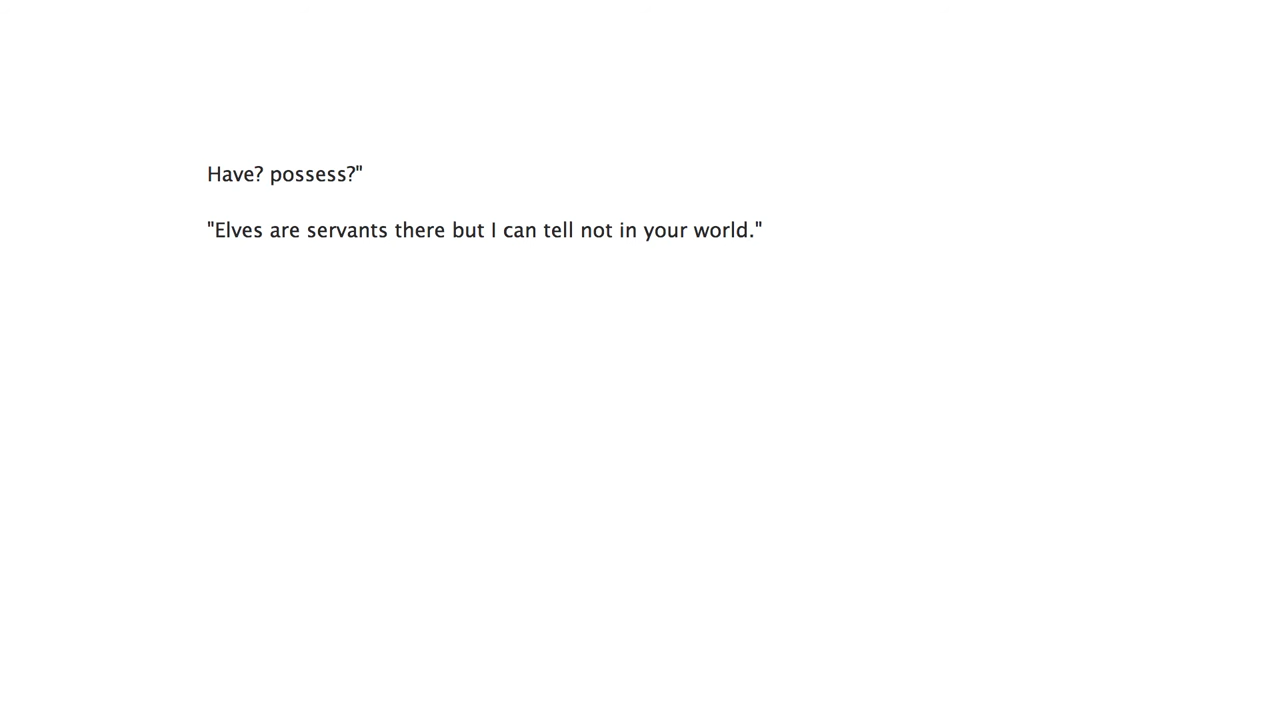 Have? possess?"
"Elves are servants there but I can tell not in your world."